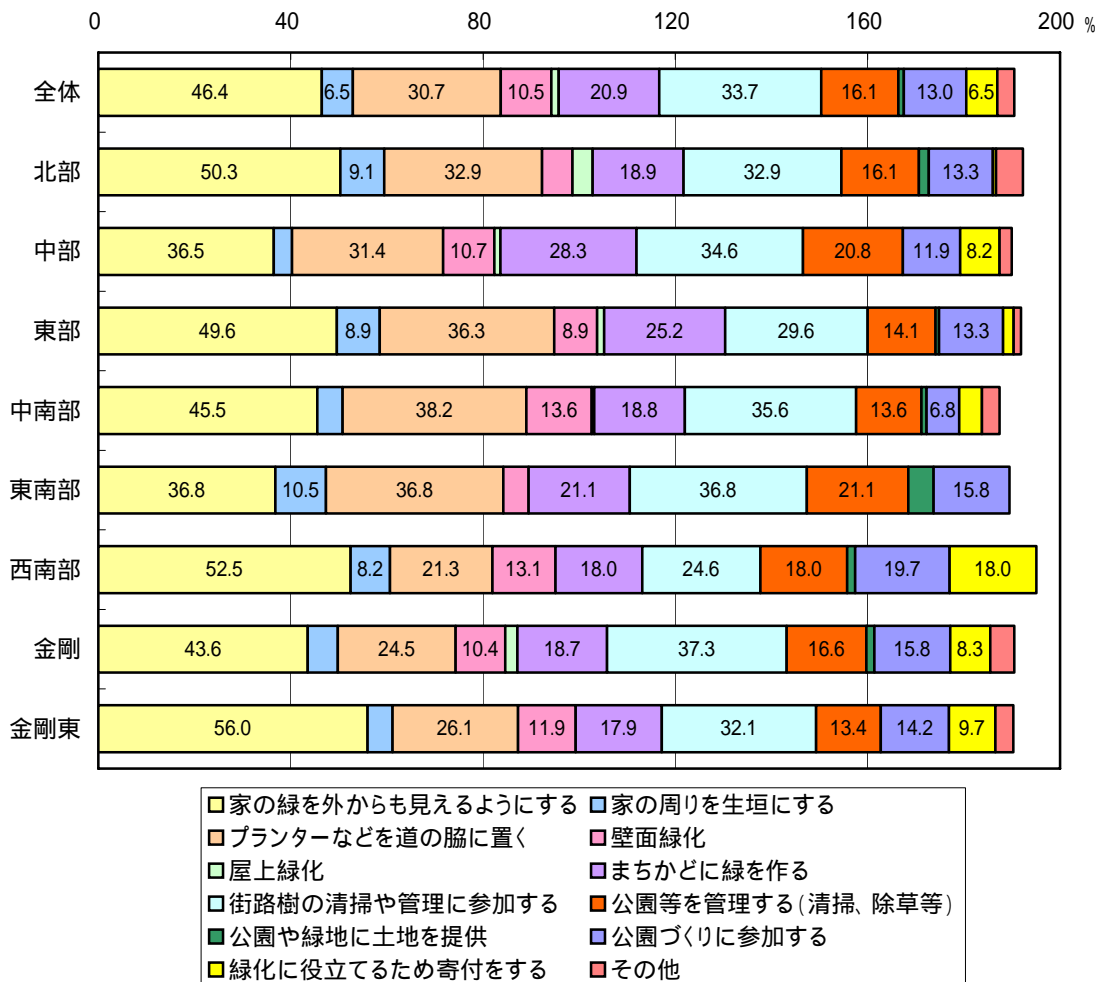 0 40 80 120 160 200 %
全体 46.4 6.5 30.7 10.5 20.9 33.7 16.1 13.0 6.5
北部 50.3 9.1 32.9 18.9 32.9 16.1 13.3
中部 36.5 31.4 10.7 28.3 34.6 20.8 11.9 8.2
東部 49.6 8.9 36.3 8.9 25.2 29.6 14.1 13.3
中南部 45.5 38.2 13.6 18.8 35.6 13.6 6.8
東南部 36.8 10.5 36.8 21.1 36.8 21.1 15.8
西南部 52.5 8.2 21.3 13.1 18.0 24.6 18.0 19.7 18.0
金剛 43.6 24.5 10.4 18.7 37.3 16.6 15.8 8.3
金剛東 56.0 26.1 11.9 17.9 32.1 13.4 14.2 9.7
家の緑を外からも見えるようにする 家の周りを生垣にする
プランターなどを道の脇に置く 壁面緑化
屋上緑化 まちかどに緑を作る
街路樹の清掃や管理に参加する 公園等を管理する(清掃、除草等)
公園や緑地に土地を提供 公園づくりに参加する
緑化に役立てるため寄付をする その他